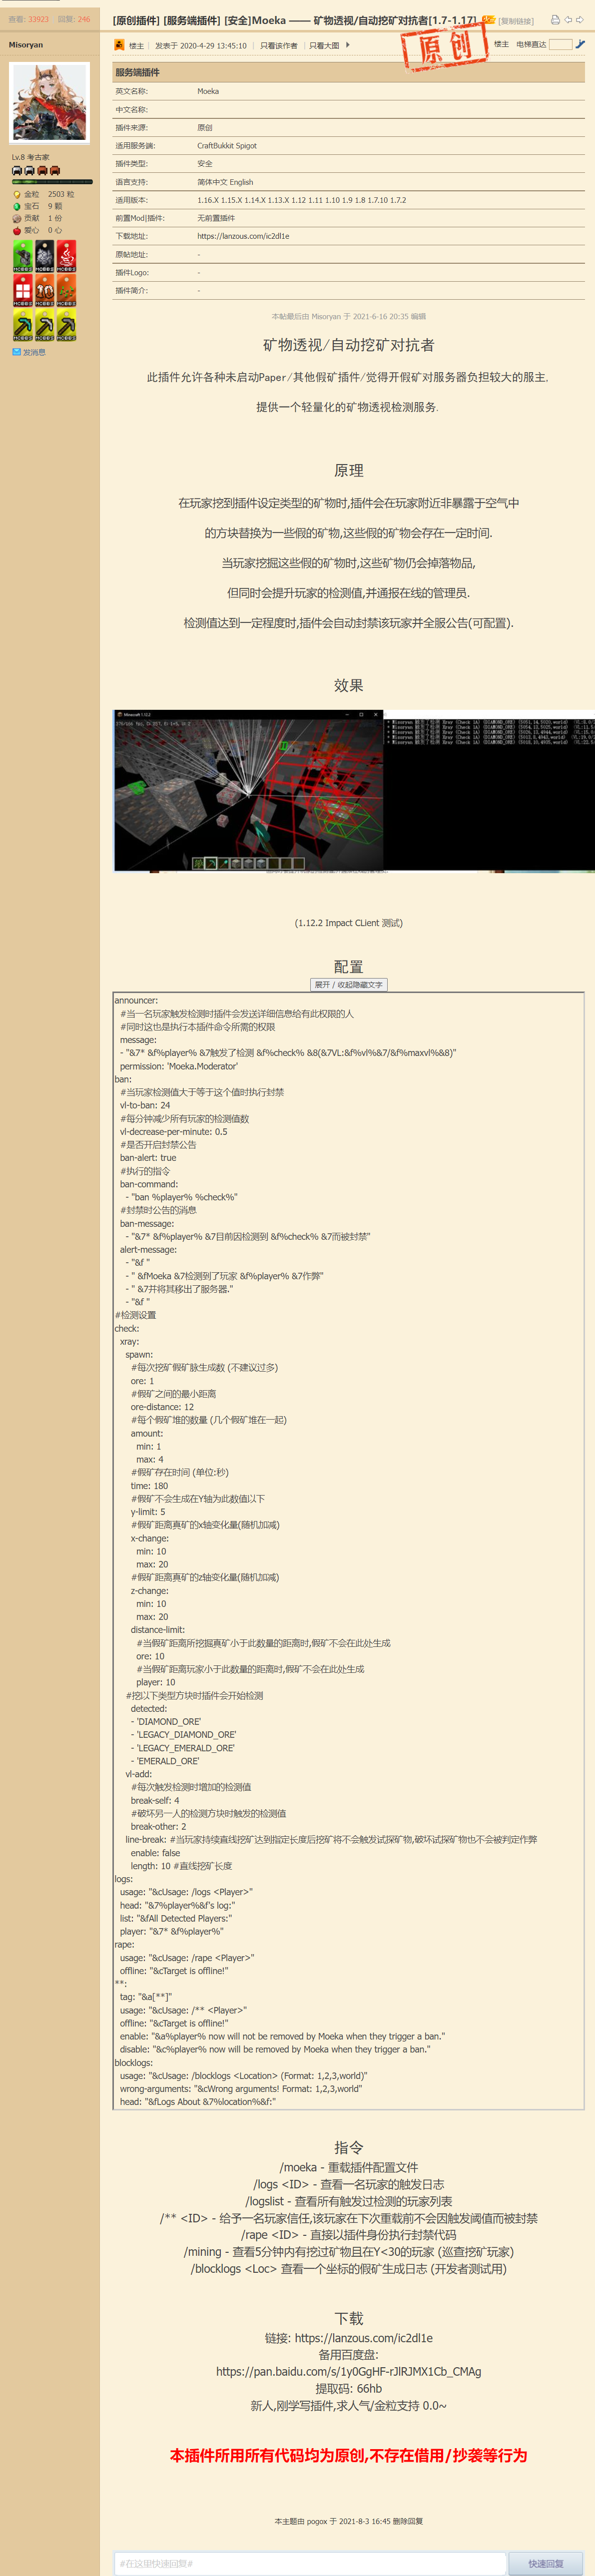 查看: 33923 回复: 246
[原创插件] [服务端插件] [安全]Moeka —— 矿物透视/自动挖矿对抗者[1.7-1.17] [复制链接]
原创
Misoryan
楼主 | 发表于 2020-4-29 13:45:10 | 只看该作者 | 只看大图
楼主 电梯直达
Lv.8 考古家
金粒 2503 粒
宝石 9 颗
贡献 1 份
爱心 0 心
发消息
服务端插件
英文名称: Moeka
中文名称:
插件来源: 原创
适用服务端: CraftBukkit Spigot
插件类型: 安全
语言支持: 简体中文 English
适用版本: 1.16.X 1.15.X 1.14.X 1.13.X 1.12 1.11 1.10 1.9 1.8 1.7.10 1.7.2
前置Mod|插件: 无前置插件
下载地址: https://lanzous.com/ic2dl1e
原帖地址: -
插件Logo: -
插件简介: -
本帖最后由 Misoryan 于 2021-6-16 20:35 编辑
矿物透视/自动挖矿对抗者
此插件允许各种未启动Paper/其他假矿插件/觉得开假矿对服务器负担较大的服主.
提供一个轻量化的矿物透视检测服务.
原理
在玩家挖到插件设定类型的矿物时,插件会在玩家附近非暴露于空气中
的方块替换为一些假的矿物,这些假的矿物会存在一定时间.
当玩家挖掘这些假的矿物时,这些矿物仍会掉落物品,
但同时会提升玩家的检测值,并通报在线的管理员.
检测值达到一定程度时,插件会自动封禁该玩家并全服公告(可配置).
效果
Minecraft 1.12.2
(1.12.2 Impact CLient 测试)
配置
展开 / 收起隐藏文字
announcer:
#当一名玩家触发检测时插件会发送详细信息给有此权限的人
#同时这也是执行本插件命令所需的权限
message:
- "&7* &f%player% &7触发了检测 &f%check% &8(&7VL:&f%vl%&7/&f%maxvl%&8)"
permission: 'Moeka.Moderator'
ban:
#当玩家检测值大于等于这个值时执行封禁
vl-to-ban: 24
#每分钟减少所有玩家的检测值数
vl-decrease-per-minute: 0.5
#是否开启封禁公告
ban-alert: true
#执行的指令
ban-command:
- "ban %player% %check%"
#封禁时公告的消息
ban-message:
- "&7* &f%player% &7目前因检测到 &f%check% &7而被封禁"
alert-message:
- "&f "
- " &fMoeka &7检测到了玩家 &f%player% &7作弊"
- " &7并将其移出了服务器."
- "&f "
#检测设置
check:
xray:
spawn:
#每次挖矿假矿脉生成数 (不建议过多)
ore: 1
#假矿之间的最小距离
ore-distance: 12
#每个假矿堆的数量 (几个假矿堆在一起)
amount:
min: 1
max: 4
#假矿存在时间 (单位:秒)
time: 180
#假矿不会生成在Y轴为此数值以下
y-limit: 5
#假矿距离真矿的x轴变化量(随机加减)
x-change:
min: 10
max: 20
#假矿距离真矿的z轴变化量(随机加减)
z-change:
min: 10
max: 20
distance-limit:
#当假矿距离所挖掘真矿小于此数量的距离时,假矿不会在此处生成
ore: 10
#当假矿距离玩家小于此数量的距离时,假矿不会在此处生成
player: 10
#挖以下类型方块时插件会开始检测
detected:
- 'DIAMOND_ORE'
- 'LEGACY_DIAMOND_ORE'
- 'LEGACY_EMERALD_ORE'
- 'EMERALD_ORE'
vl-add:
#每次触发检测时增加的检测值
break-self: 4
#破坏另一人的检测方块时触发的检测值
break-other: 2
line-break: #当玩家持续直线挖矿达到指定长度后挖矿将不会触发试探矿物,破坏试探矿物也不会被判定作弊
enable: false
length: 10 #直线挖矿长度
logs:
usage: "&cUsage: /logs <Player>"
head: "&7%player%&f's log:"
list: "&fAll Detected Players:"
player: "&7* &f%player%"
rape:
usage: "&cUsage: /rape <Player>"
offline: "&cTarget is offline!"
**:
tag: "&a[**]"
usage: "&cUsage: /** <Player>"
offline: "&cTarget is offline!"
enable: "&a%player% now will not be removed by Moeka when they trigger a ban."
disable: "&c%player% now will be removed by Moeka when they trigger a ban."
blocklogs:
usage: "&cUsage: /blocklogs <Location> (Format: 1,2,3,world)"
wrong-arguments: "&cWrong arguments! Format: 1,2,3,world"
head: "&fLogs About &7%location%&f:"
指令
/moeka - 重载插件配置文件
/logs <ID> - 查看一名玩家的触发日志
/logslist - 查看所有触发过检测的玩家列表
/** <ID> - 给予一名玩家信任,该玩家在下次重载前不会因触发阈值而被封禁
/rape <ID> - 直接以插件身份执行封禁代码
/mining - 查看5分钟内有挖过矿物且在Y<30的玩家 (巡查挖矿玩家)
/blocklogs <Loc> 查看一个坐标的假矿生成日志 (开发者测试用)
下载
链接: https://lanzous.com/ic2dl1e
备用百度盘:
https://pan.baidu.com/s/1y0GgHF-rJlRJMX1Cb_CMAg
提取码: 66hb
新人,刚学写插件,求人气/金粒支持 0.0~
本插件所用所有代码均为原创,不存在借用/抄袭等行为
本主题由 pogox 于 2021-8-3 16:45 删除回复
#在这里快速回复#
快速回复